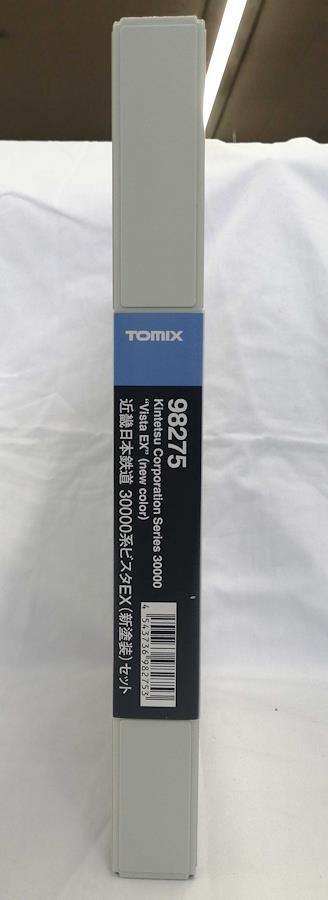 TOMIX
98275
Kintetsu Corporation Series 30000
"Vista EX" (new color)
近畿日本鉄道 30000系ビスタEX(新塗装)セット
4 543736 982753